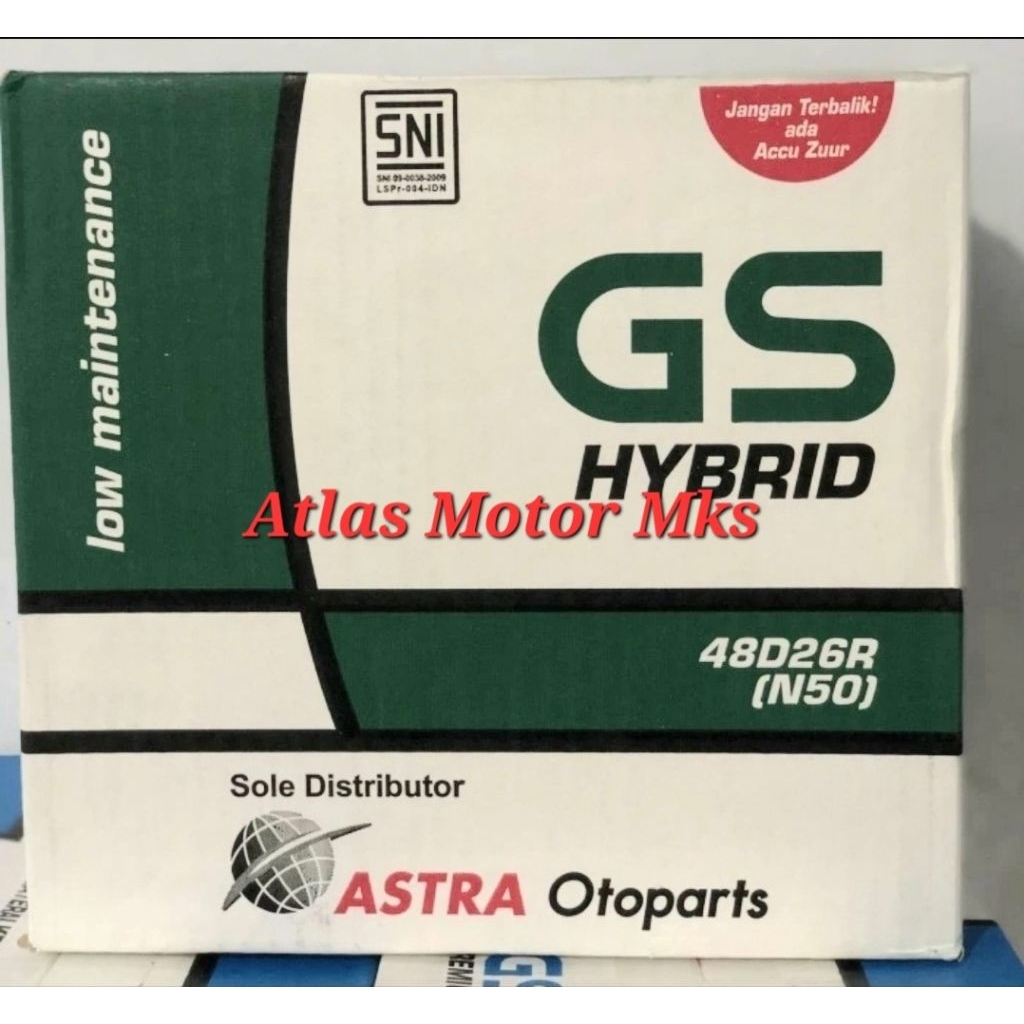 low maintenance
SNI
SNI 09-0038-2009
LSPr-004-IDN
Jangan Terbalik!
ada
Accu Zuur
GS
HYBRID
Atlas Motor Mks
48D26R
(N50)
Sole Distributor
ASTRA Otoparts
GS